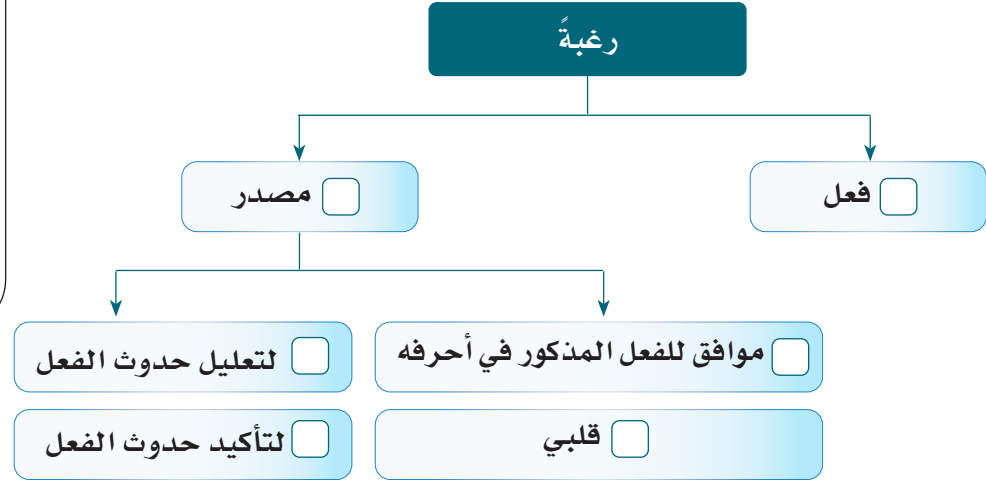 رغبةً
فعل
مصدر
موافق للفعل المذكور في أحرفه
لتعليل حدوث الفعل
قلبي
لتأكيد حدوث الفعل